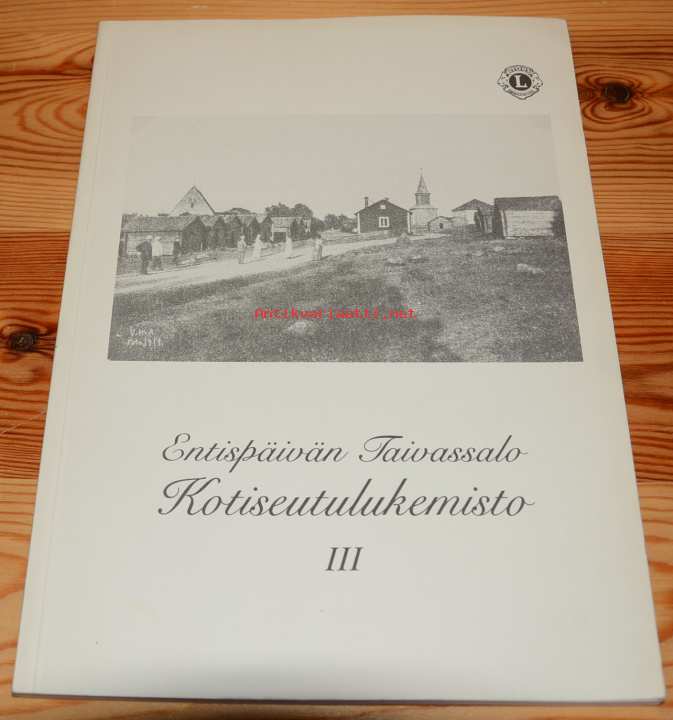 L
Antikvariaatti.net
Entispäivän Taivassalo
Kotiseutulukemisto
III